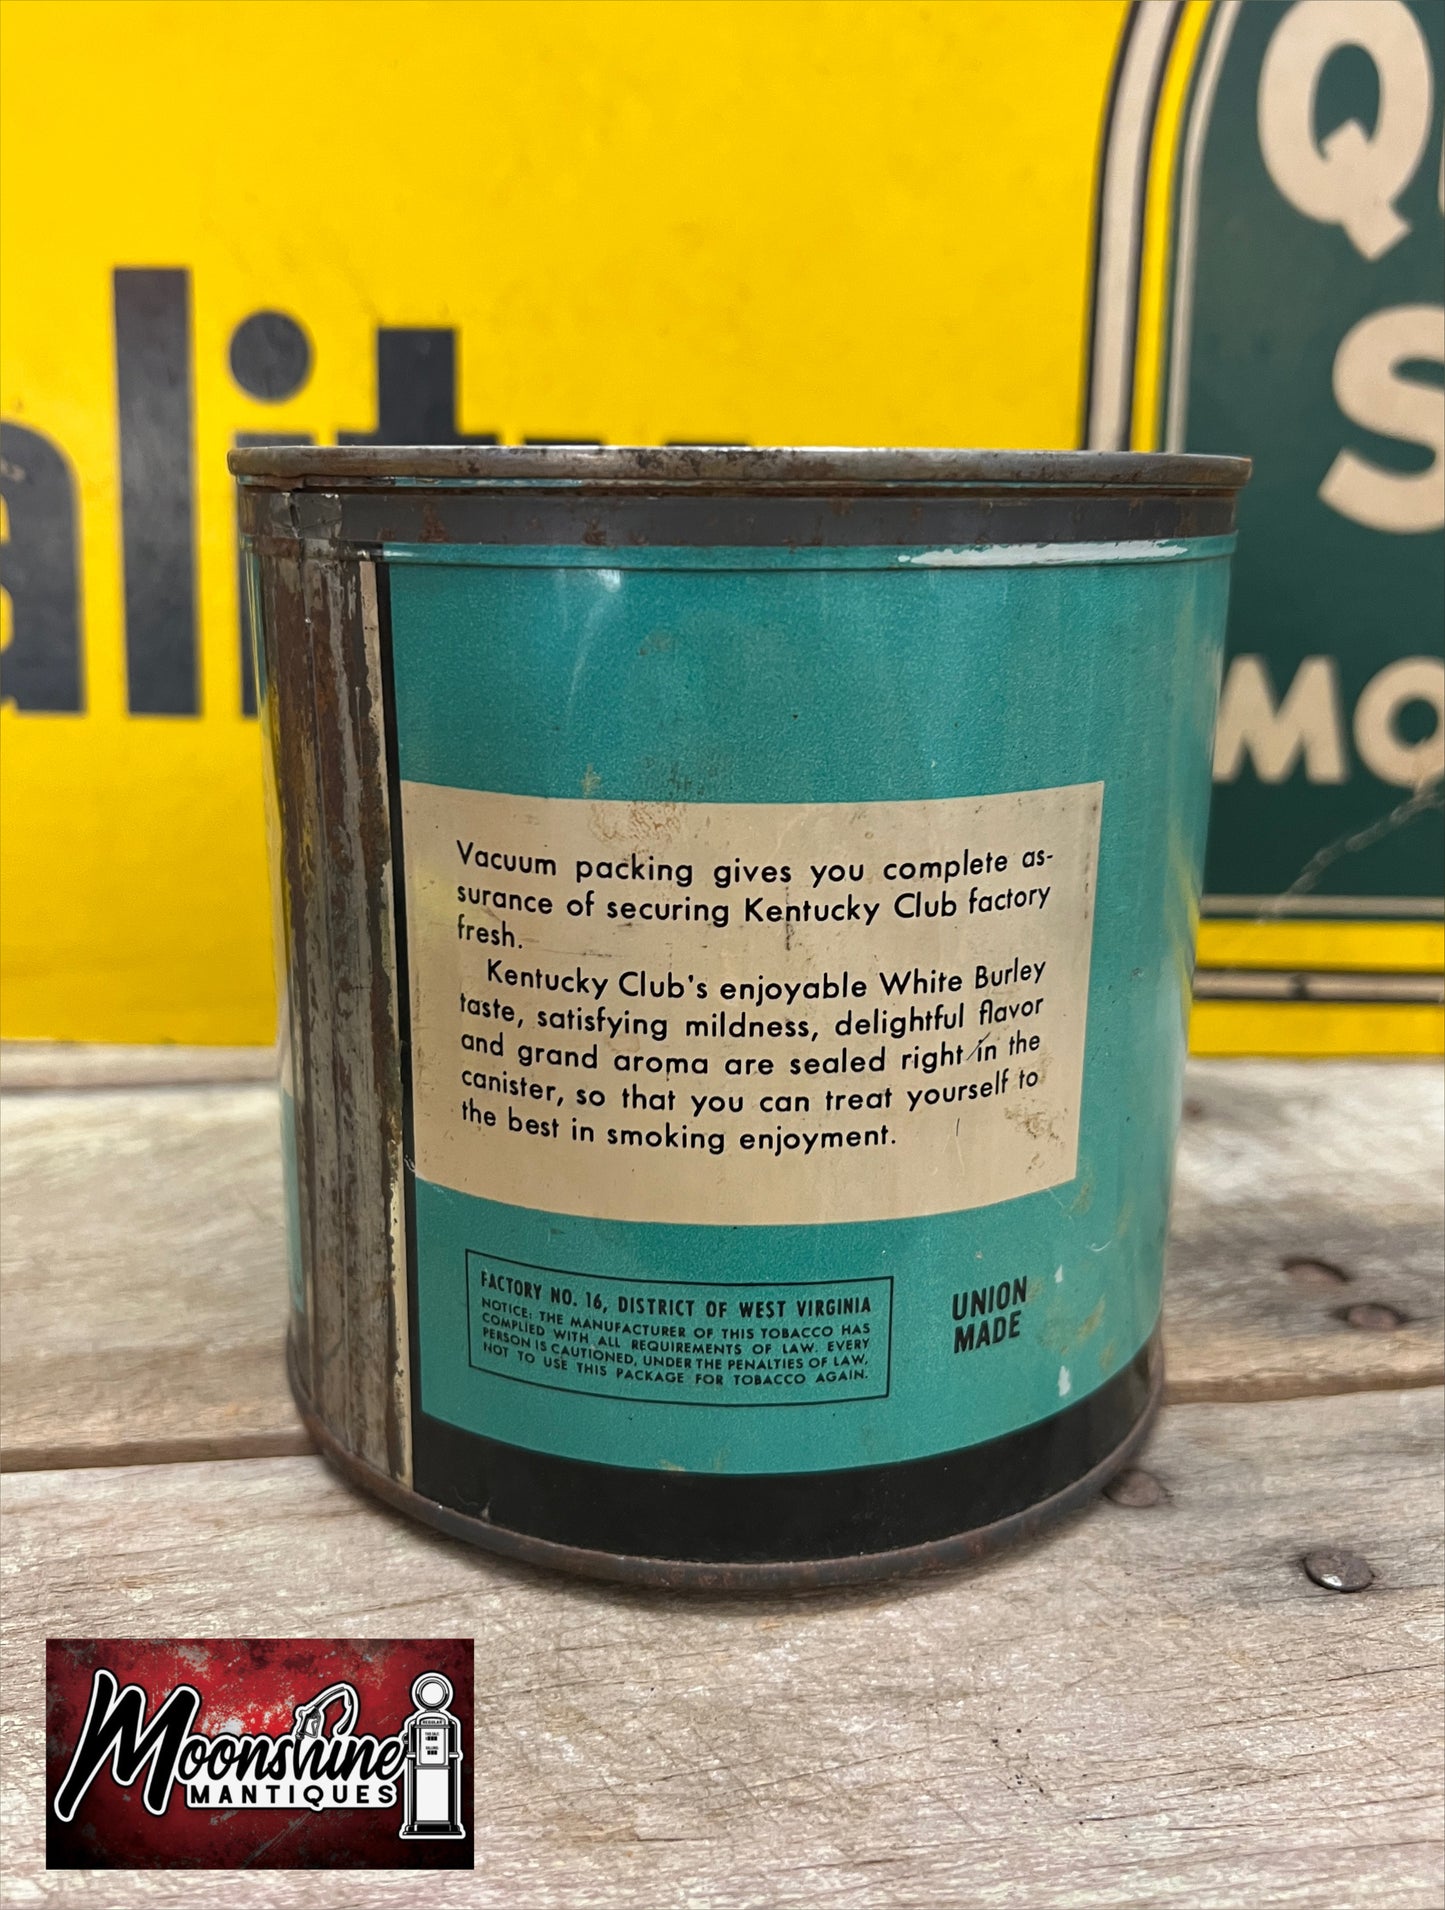 Vacuum packing gives you complete as-
surance of securing Kentucky Club factory
fresh.
Kentucky Club's enjoyable White Burley
taste, satisfying mildness, delightful flavor
and grand aroma are sealed right in the
canister, so that you can treat yourself to
the best in smoking enjoyment.
FACTORY NO. 16, DISTRICT OF WEST VIRGINIA
NOTICE: THE MANUFACTURER OF THIS TOBACCO HAS
COMPLIED WITH ALL REQUIREMENTS OF LAW. EVERY
PERSON IS CAUTIONED, UNDER THE PENALTIES OF LAW,
NOT TO USE THIS PACKAGE FOR TOBACCO AGAIN.
UNION
MADE
Moonshine
MANTIQUES